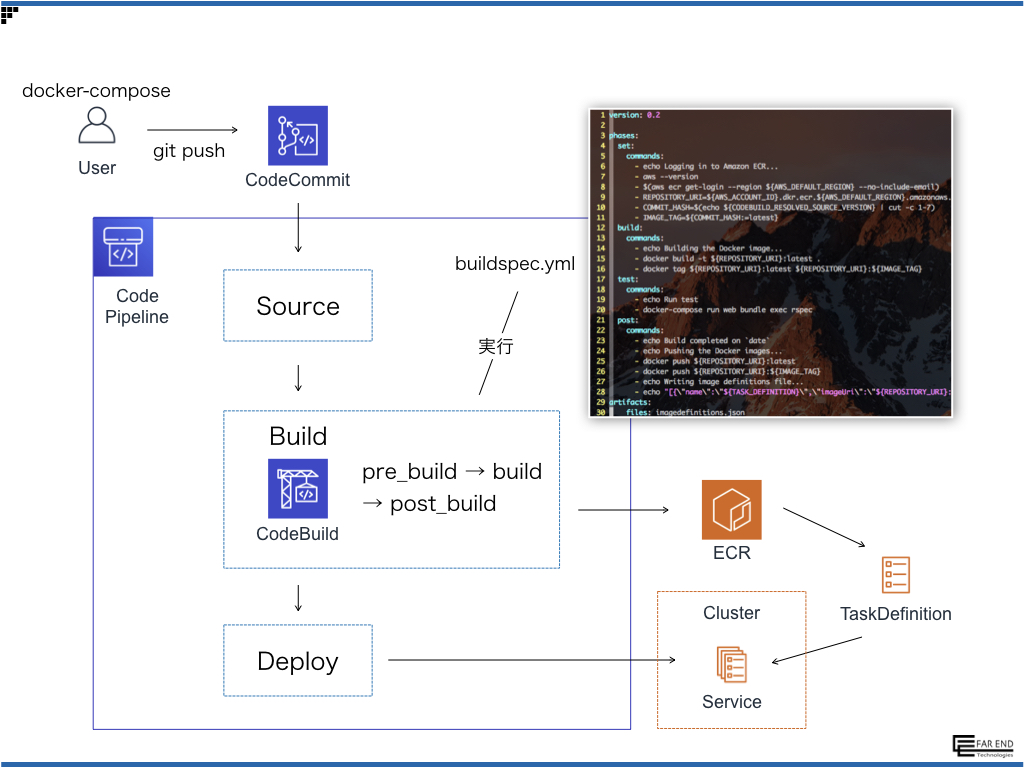 docker-compose
User
git push
CodeCommit
Code
Pipeline
Source
buildspec.yml
実行
Build
CodeBuild
pre_build → build
→ post_build
Deploy
ECR
TaskDefinition
Cluster
Service
1 version: 0.2
2
3 phases:
4 set:
5 commands:
6 - echo Logging in to Amazon ECR...
7 - aws --version
8 - $(aws ecr get-login --region ${AWS_DEFAULT_REGION} --no-include-email)
9 - REPOSITORY_URI=${AWS_ACCOUNT_ID}.dkr.ecr.${AWS_DEFAULT_REGION}.amazonaws.
10 - COMMIT_HASH=$(echo ${CODEBUILD_RESOLVED_SOURCE_VERSION} | cut -c 1-7)
11 - IMAGE_TAG=${COMMIT_HASH:=latest}
12 build:
13 commands:
14 - echo Building the Docker image...
15 - docker build -t ${REPOSITORY_URI}:latest .
16 - docker tag ${REPOSITORY_URI}:latest ${REPOSITORY_URI}:${IMAGE_TAG}
17 test:
18 commands:
19 - echo Run test
20 - docker-compose run web bundle exec rspec
21 post:
22 commands:
23 - echo Build completed on `date`
24 - echo Pushing the Docker images...
25 - docker push ${REPOSITORY_URI}:latest
26 - docker push ${REPOSITORY_URI}:${IMAGE_TAG}
27 - echo Writing image definitions file...
28 - echo "[{\"name\":\"${TASK_DEFINITION}\",\"imageUri\":\"${REPOSITORY_URI}:
29 artifacts:
30 files: imagedefinitions.json
FAR END
Technologies